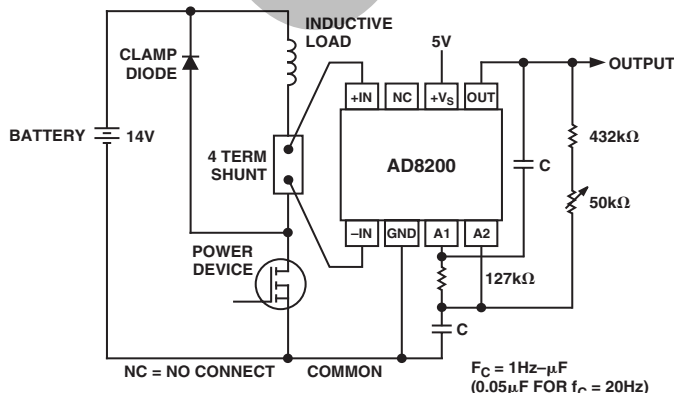 INDUCTIVE
LOAD
CLAMP
DIODE
5V
OUTPUT
+IN
NC
+VS
OUT
BATTERY
14V
4 TERM
SHUNT
AD8200
C
432kΩ
50kΩ
–IN
GND
A1
A2
POWER
DEVICE
127kΩ
C
NC = NO CONNECT
COMMON
FC = 1Hz–μF
(0.05μF FOR fC = 20Hz)